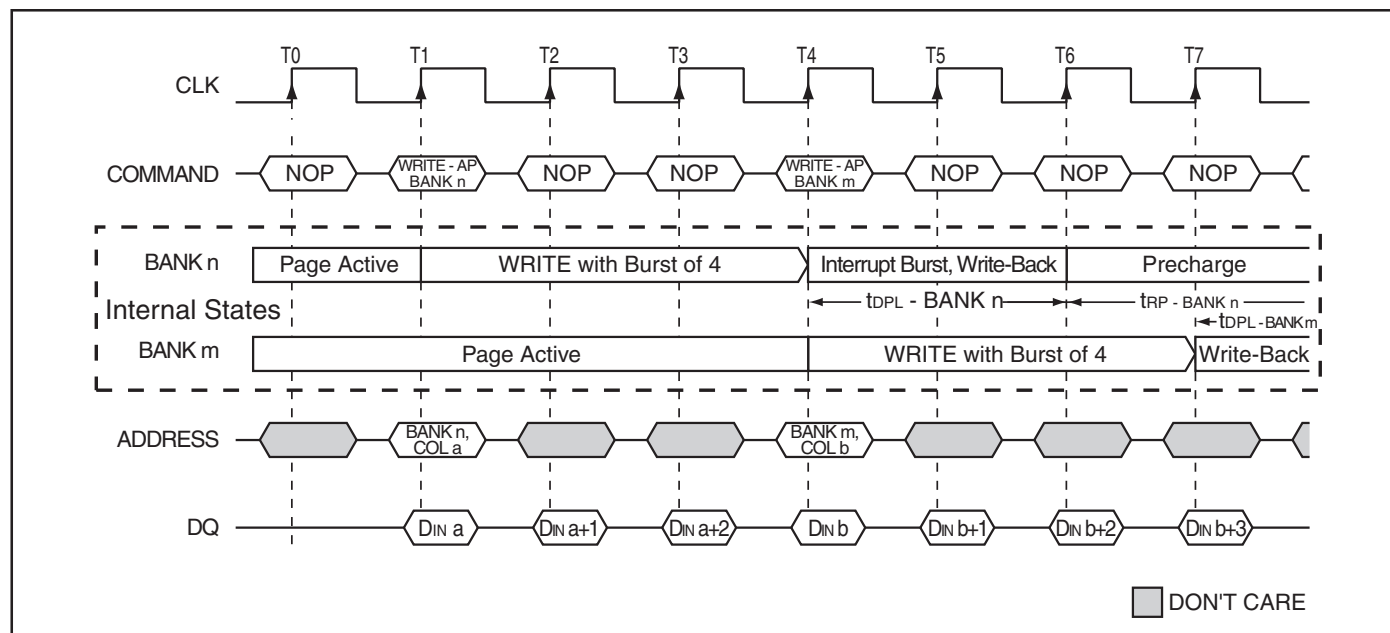 T0 T1 T2 T3 T4 T5 T6 T7
CLK
COMMAND NOP WRITE - AP BANK n NOP NOP WRITE - AP BANK m NOP NOP NOP
BANK n Page Active WRITE with Burst of 4 Interrupt Burst, Write-Back Precharge
tDPL - BANK n tRP - BANK n
Internal States
tDPL - BANK m
BANK m Page Active WRITE with Burst of 4 Write-Back
ADDRESS BANK n, COL a BANK m, COL b
DQ DIN a DIN a+1 DIN a+2 DIN b DIN b+1 DIN b+2 DIN b+3
DON'T CARE